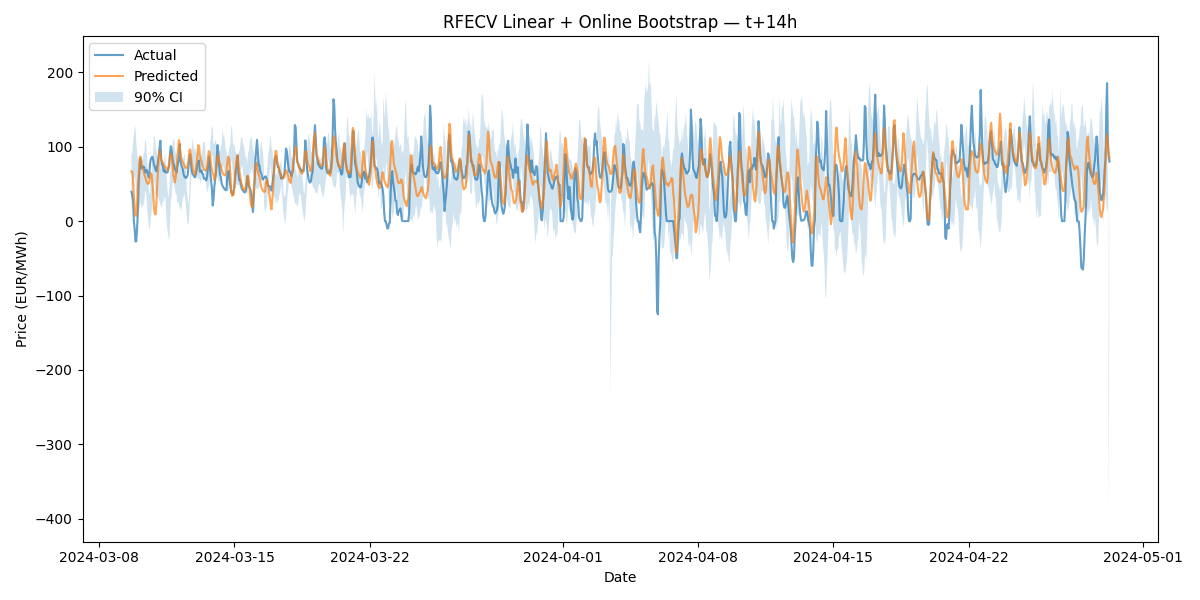 RFECV Linear + Online Bootstrap — t+14h
Actual
Predicted
90% CI
Price (EUR/MWh)
200
100
0
−100
−200
−300
−400
2024-03-08
2024-03-15
2024-03-22
2024-04-01
2024-04-08
2024-04-15
2024-04-22
2024-05-01
Date